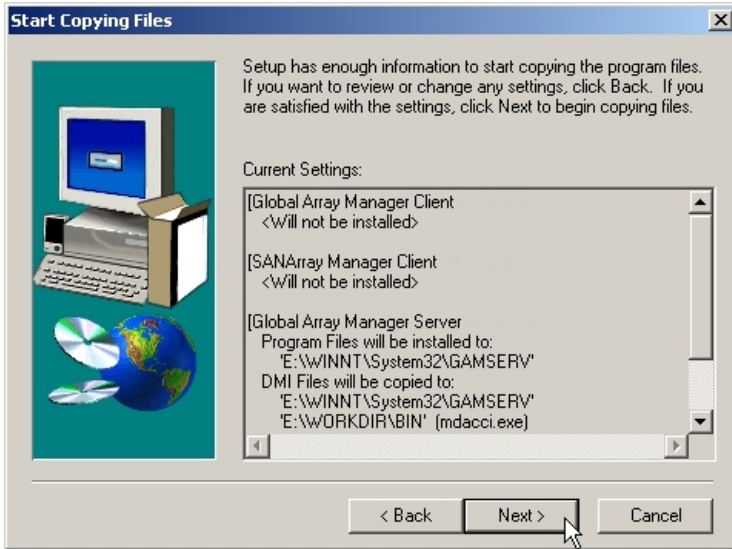 Start Copying Files
Setup has enough information to start copying the program files.
If you want to review or change any settings, click Back. If you
are satisfied with the settings, click Next to begin copying files.
Current Settings:
[Global Array Manager Client
<Will not be installed>
[SANArray Manager Client
<Will not be installed>
[Global Array Manager Server
Program Files will be installed to:
'E:\WINNT\System32\GAMSERV'
DMI Files will be copied to:
'E:\WINNT\System32\GAMSERV'
'E:\WORKDIR\BIN' (mdacci.exe)
< Back
Next >
Cancel